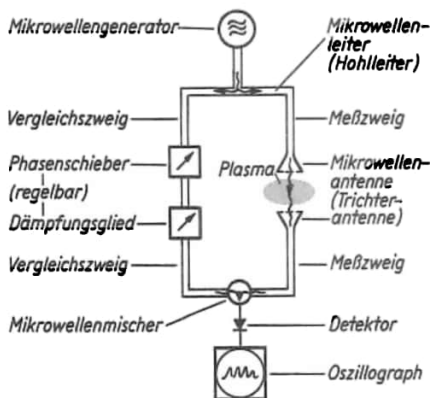 Mikrowellengenerator
Mikrowellen-
leiter
(Hohlleiter)
Vergleichszweig
Meßzweig
Phasenschieber
(regelbar)
Dämpfungsglied
Plasma
Mikrowellen-
antenne
(Trichter-
antenne)
Vergleichszweig
Meßzweig
Mikrowellenmischer
Detektor
Oszillograph